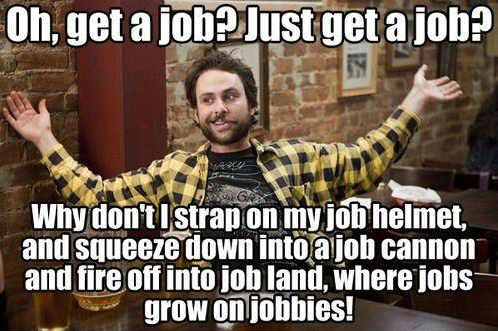 Oh, get a job? Just get a job?
Why don't I strap on my job helmet,
and squeeze down into a job cannon
and fire off into job land, where jobs
grow on jobbies!